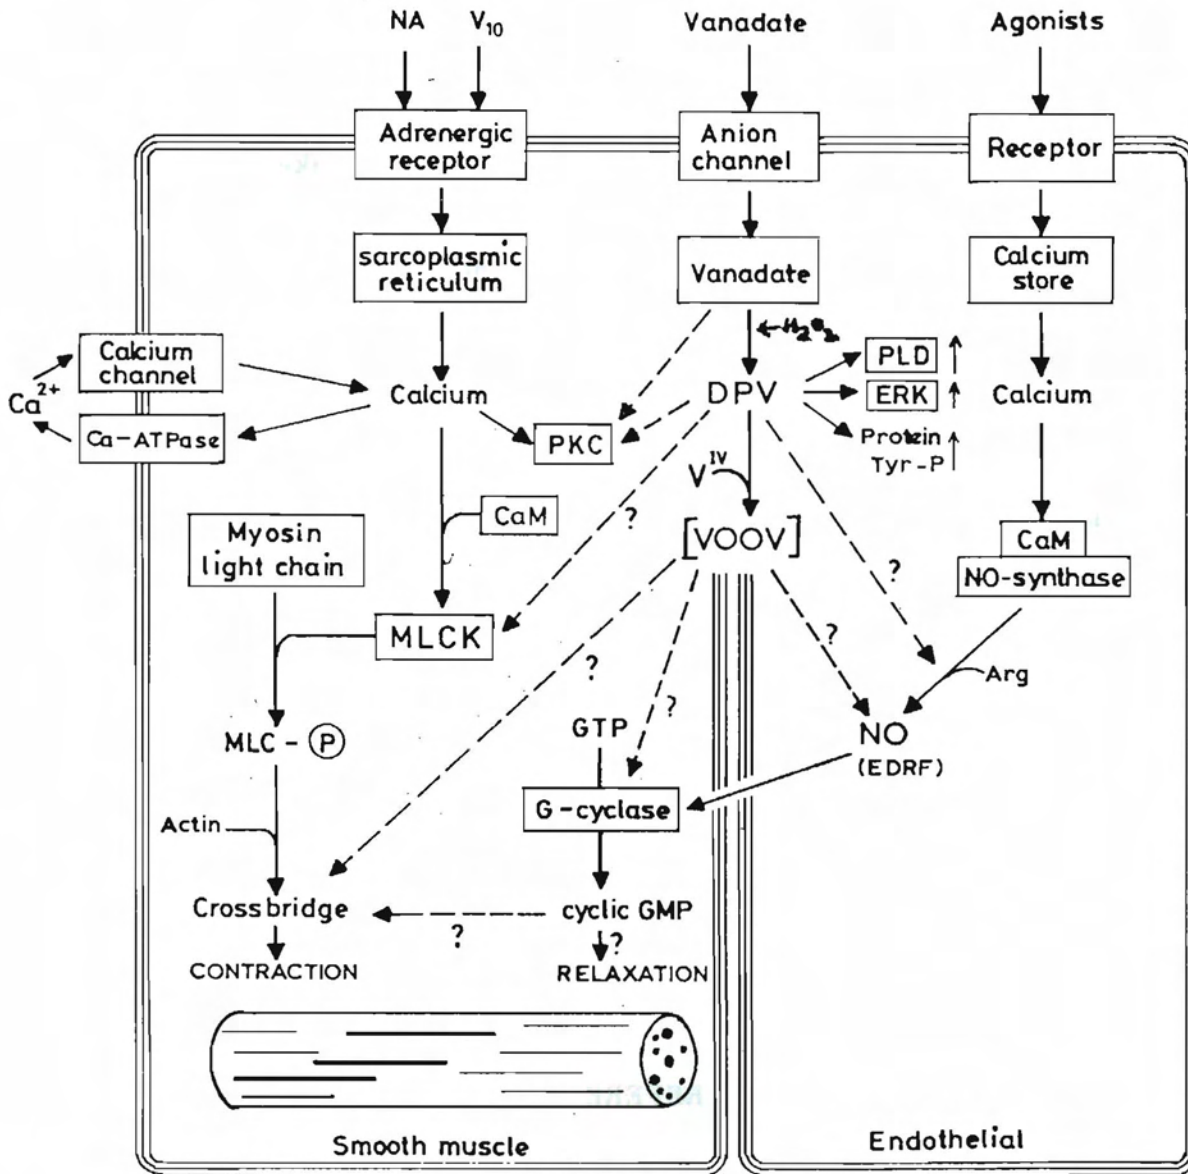 NA
V10
Vanadate
Agonists
Adrenergic
receptor
Anion
channel
Receptor
sarcoplasmic
reticulum
Vanadate
Calcium
store
H2O2
Calcium
channel
Ca2+
Ca-ATPase
Calcium
PKC
DPV
PLD
ERK
Protein
Tyr-P
Calcium
VIV
CaM
?
[VOOV]
?
CaM
NO-synthase
Myosin
light chain
MLCK
?
?
?
Arg
MLC-P
GTP
NO
(EDRF)
G-cyclase
Actin
Crossbridge
?
cyclic GMP
?
CONTRACTION
RELAXATION
Smooth muscle
Endothelial